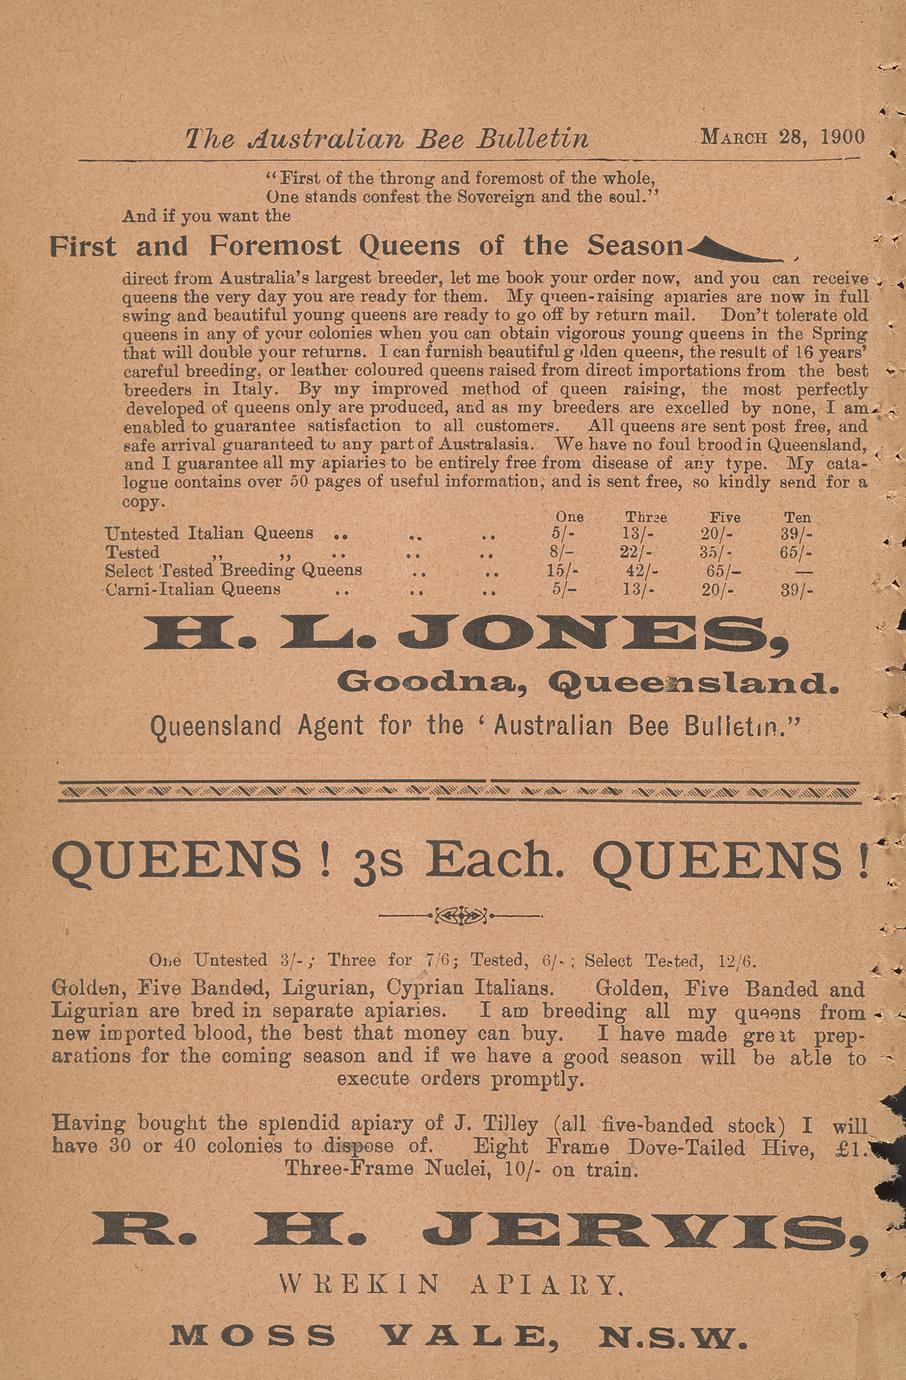 The Australian Bee Bulletin MARCH 28, 1900
“First of the throng and foremost of the whole,
One stands confest the Sovereign and the soul.”
And if you want the
First and Foremost Queens of the Season
direct from Australia’s largest breeder, let me book your order now, and you can receive
queens the very day you are ready for them. My queen-raising apiaries are now in full
swing and beautiful young queens are ready to go off by return mail. Don’t tolerate old
queens in any of your colonies when you can obtain vigorous young queens in the Spring
that will double your returns. I can furnish beautiful g lden queens, the result of 16 years’
careful breeding, or leather coloured queens raised from direct importations from the best
breeders in Italy. By my improved method of queen raising, the most perfectly
developed of queens only are produced, and as my breeders are excelled by none, I am
enabled to guarantee satisfaction to all customers. All queens are sent post free, and
safe arrival guaranteed to any part of Australasia. We have no foul brood in Queensland,
and I guarantee all my apiaries to be entirely free from disease of any type. My cata-
logue contains over 50 pages of useful information, and is sent free, so kindly send for a
copy.
One Three Five Ten
Untested Italian Queens .. .. .. 5/- 13/- 20/- 39/-
Tested ,, ,, .. .. .. 8/– 22/- 35/- 65/-
Select Tested Breeding Queens .. .. 15/- 42/- 65/– —
Carni-Italian Queens .. .. .. 5/– 13/- 20/- 39/-
H. L. JONES,
Goodna, Queensland.
Queensland Agent for the ‘ Australian Bee Bulletin.”
QUEENS ! 3s Each. QUEENS !
One Untested 3/-; Three for 7/6; Tested, 6/-; Select Tested, 12/6.
Golden, Five Banded, Ligurian, Cyprian Italians. Golden, Five Banded and
Ligurian are bred in separate apiaries. I am breeding all my queens from
new imported blood, the best that money can buy. I have made great prep-
arations for the coming season and if we have a good season will be able to
execute orders promptly.
Having bought the splendid apiary of J. Tilley (all five-banded stock) I will
have 30 or 40 colonies to dispose of. Eight Frame Dove-Tailed Hive, £1.
Three-Frame Nuclei, 10/- on train.
R. H. JERVIS,
WREKIN APIARY.
MOSS VALE, N.S.W.